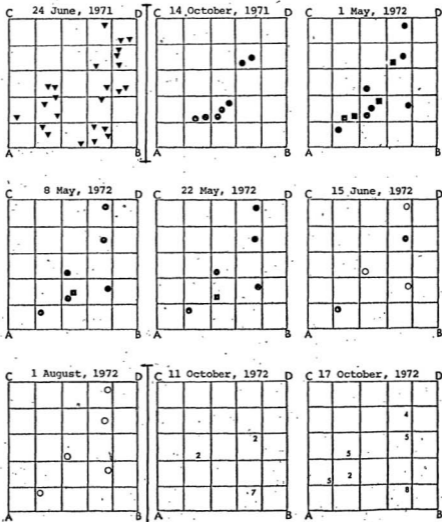 24 June, 1971
14 October, 1971
1 May, 1972
C D C D C D
A B A B A B
8 May, 1972
22 May, 1972
15 June, 1972
C D C D C D
A B A B A B
1 August, 1972
11 October, 1972
17 October, 1972
C D C D C D
4
2 5
2 5
5 2
7 8
A B A B A B